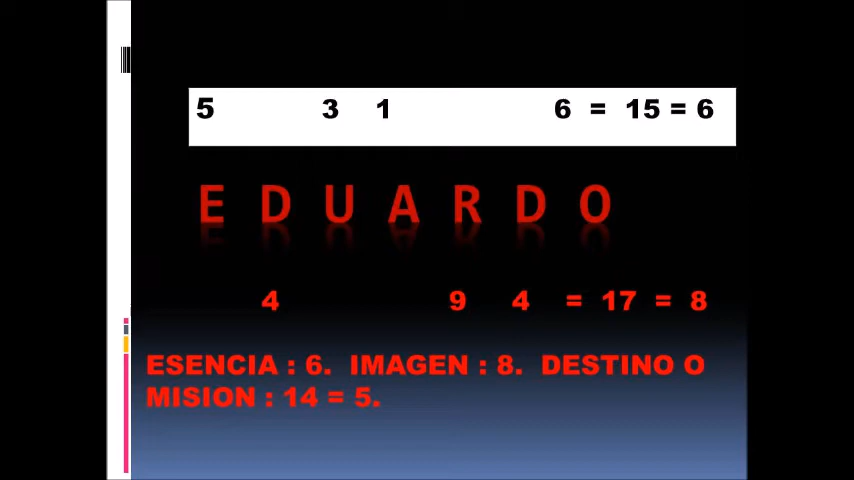 5 3 1 6 = 15 = 6
E D U A R D O
4 9 4 = 17 = 8
ESENCIA : 6. IMAGEN : 8. DESTINO O
MISION : 14 = 5.